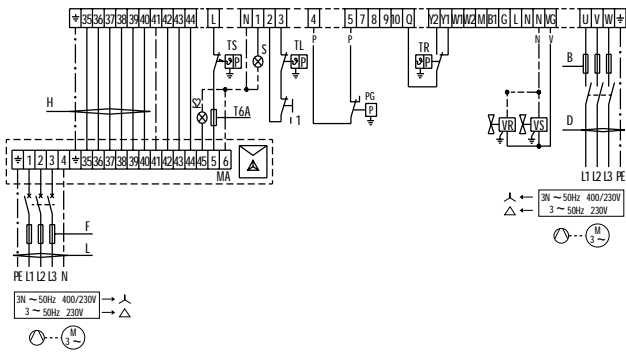 35 36 37 38 39 40 41 42 43 44 L N 1 2 3 4 5 7 8 9 10 Q Y2 Y1 W1 W2 M B1 G L N N VG U V W
P P N V
TS P S TL P TR P B
PG P
H S2 T6A 1
VR VS D
1 2 3 4 35 36 37 38 39 40 41 42 43 44 45 5 6
MA
L1 L2 L3 PE
3N ~ 50Hz 400/230V
3 ~ 50Hz 230V
M
3 ~
F
L
PE L1 L2 L3 N
3N ~ 50Hz 400/230V
3 ~ 50Hz 230V
M
3 ~